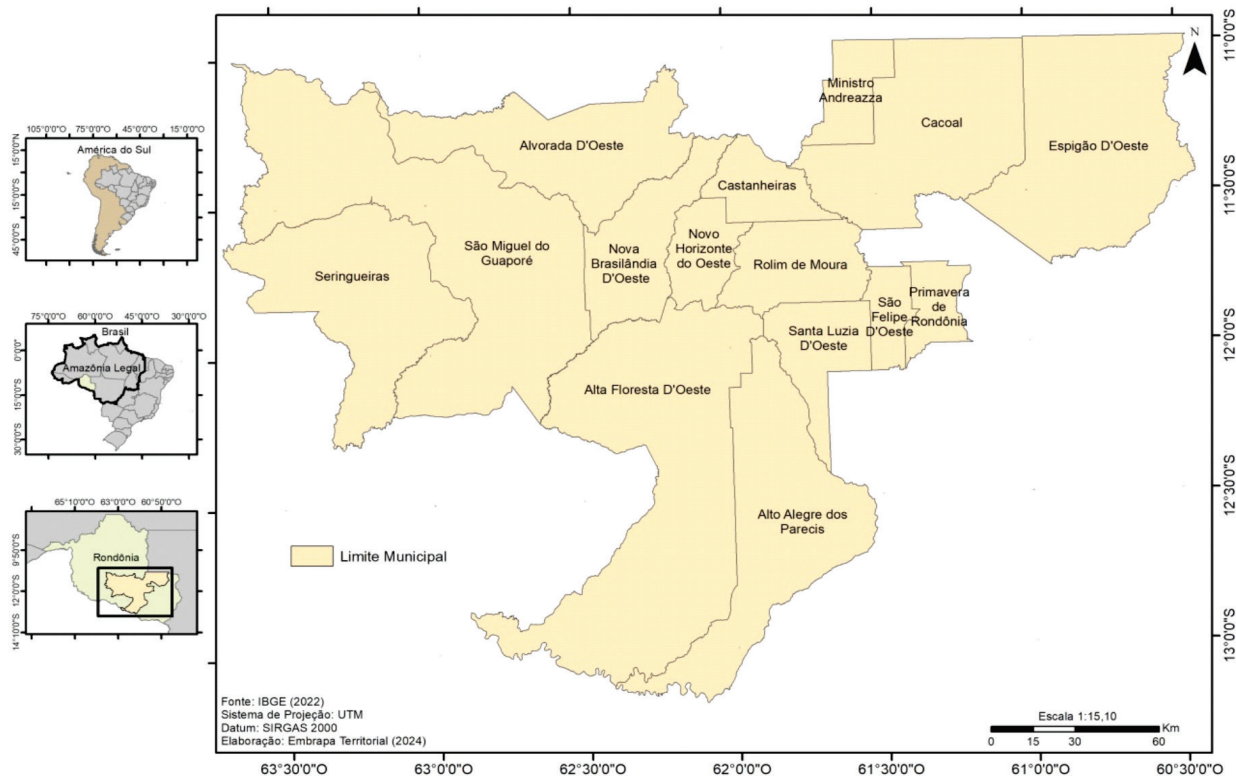 105°0'0"O 75°0'0"O 45°0'0"O 15°0'0"O
América do Sul
15°0'0"N
15°0'0"S
45°0'0"S
75°0'0"O 60°0'0"O 45°0'0"O 30°0'0"O
Brasil
Amazônia Legal
0°0'0"
15°0'0"S
30°0'0"S
65°10'0"O 63°0'0"O 60°50'0"O
Rondônia
9°50'0"S
12°0'0"S
14°10'0"S
N
Ministro
Andreazza
Cacoal
Espigão D'Oeste
Alvorada D'Oeste
Castanheiras
São Miguel do
Guaporé
Nova
Brasilândia
D'Oeste
Novo
Horizonte
do Oeste
Rolim de Moura
Seringueiras
Primavera
de
Rondônia
São
Felipe
D'Oeste
Santa Luzia
D'Oeste
Alta Floresta D'Oeste
Alto Alegre dos
Parecis
Limite Municipal
Fonte: IBGE (2022)
Sistema de Projeção: UTM
Datum: SIRGAS 2000
Elaboração: Embrapa Territorial (2024)
Escala 1:15,10
Km
0 15 30 60
11°0'0"S
11°30'0"S
12°0'0"S
12°30'0"S
13°0'0"S
63°30'0"O 63°0'0"O 62°30'0"O 62°0'0"O 61°30'0"O 61°0'0"O 60°30'0"O